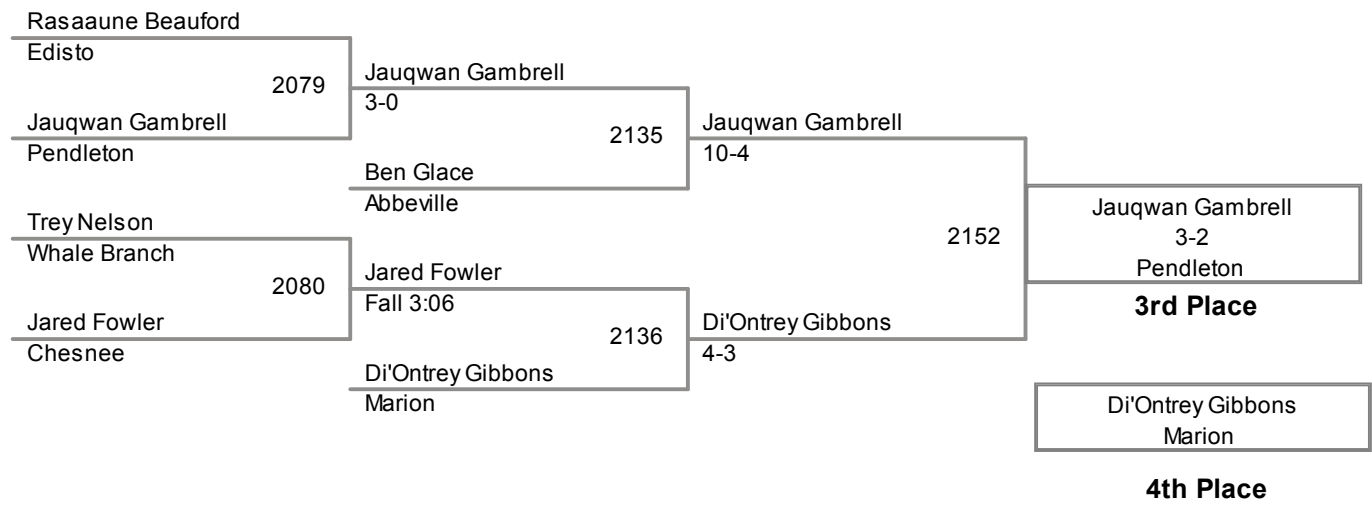 Rasaaune Beauford
Edisto
2079
Jauqwan Gambrell
Pendleton
Trey Nelson
Whale Branch
2080
Jared Fowler
Chesnee
Jauqwan Gambrell
3-0
2135
Ben Glace
Abbeville
Jared Fowler
Fall 3:06
2136
Di'Ontrey Gibbons
Marion
Jauqwan Gambrell
10-4
2152
Di'Ontrey Gibbons
4-3
Jauqwan Gambrell
3-2
Pendleton
3rd Place
Di'Ontrey Gibbons
Marion
4th Place